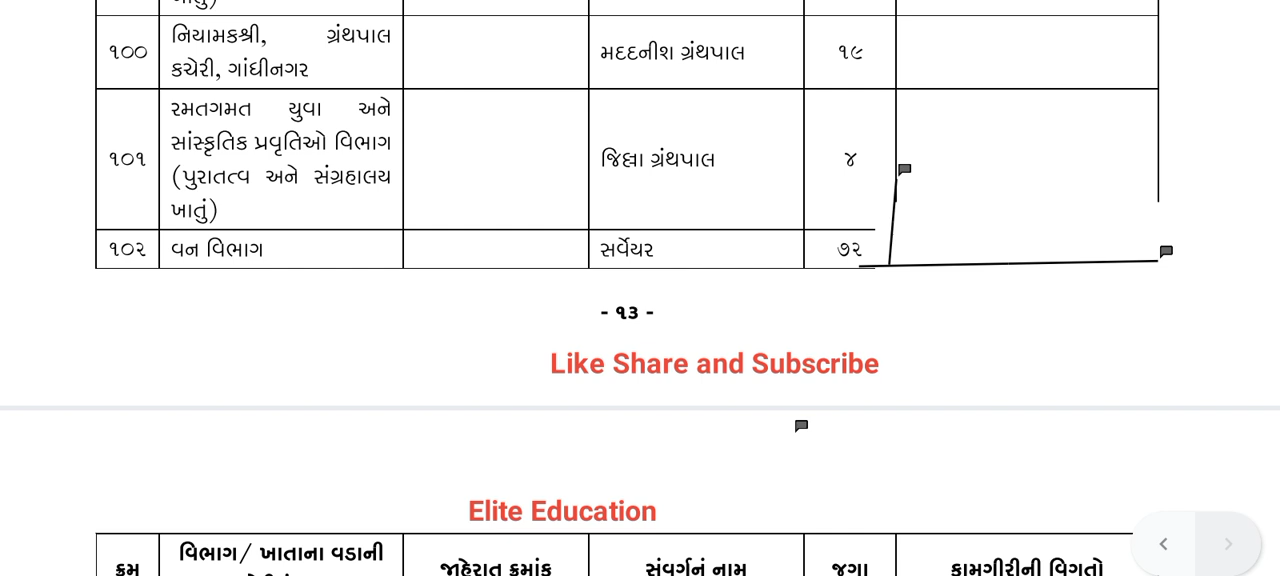 ખાતું)
૧૦૦ નિયામકશ્રી, ગ્રંથપાલ મદદનીશ ગ્રંથપાલ ૧૯
કચેરી, ગાંધીનગર
રમતગમત યુવા અને
સાંસ્કૃતિક પ્રવૃતિઓ વિભાગ
૧૦૧ (પુરાતત્વ અને સંગ્રહાલય જિલ્લા ગ્રંથપાલ ૪
ખાતું)
૧૦૨ વન વિભાગ સર્વેયર ૭૨
- ૧૩ -
Like Share and Subscribe
Elite Education
વિભાગ/ ખાતાના વડાની
ક્રમ જાહેરાત ક્રમાંક સંવર્ગનું નામ જગા કામગીરીની વિગતો